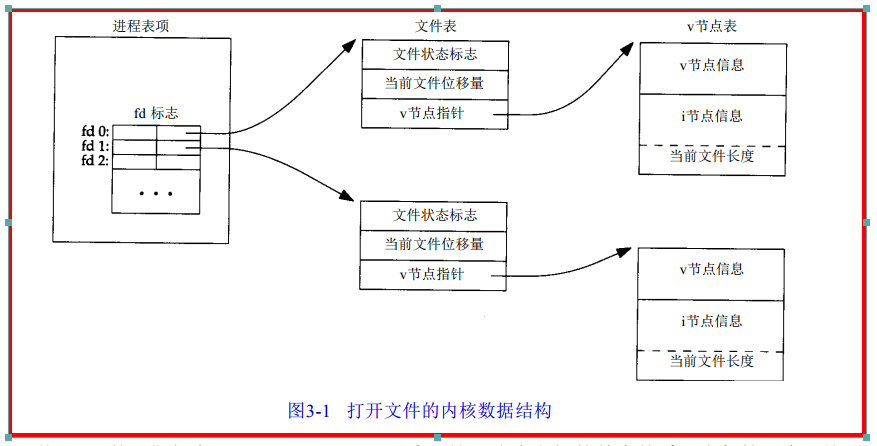 进程表项
文件表
v节点表
fd 标志
fd 0:
fd 1:
fd 2:
文件状态标志
当前文件位移量
v节点指针
v节点信息
i节点信息
当前文件长度
文件状态标志
当前文件位移量
v节点指针
v节点信息
i节点信息
当前文件长度
图3-1 打开文件的内核数据结构